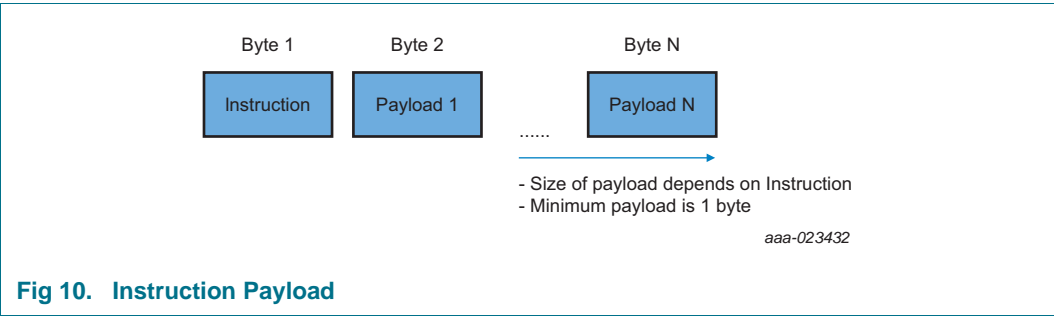 Byte 1 Byte 2 Byte N
Instruction Payload 1 ...... Payload N
- Size of payload depends on Instruction
- Minimum payload is 1 byte
aaa-023432
Fig 10. Instruction Payload